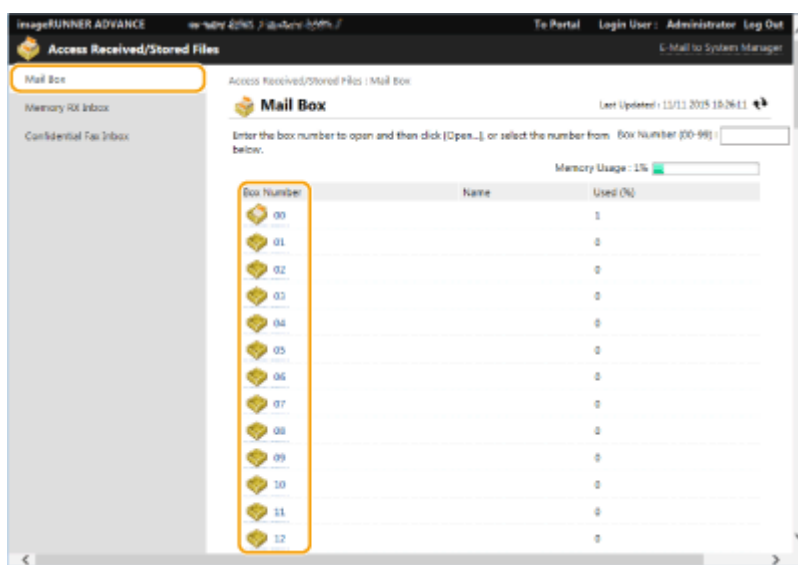 imageRUNNER ADVANCE To Portal Login User : Administrator Log Out
Access Received/Stored Files E-Mail to System Manager
Mail Box
Memory RX Inbox
Confidential Fax Inbox
Access Received/Stored Files : Mail Box
Mail Box Last Updated : 11/11 2015 10:26:11
Enter the box number to open and then click [Open...], or select the number from below. Box Number (00-99) :
Memory Usage : 1%
Box Number Name Used (%)
00 1
01 0
02 0
03 0
04 0
05 0
06 0
07 0
08 0
09 0
10 0
11 0
12 0